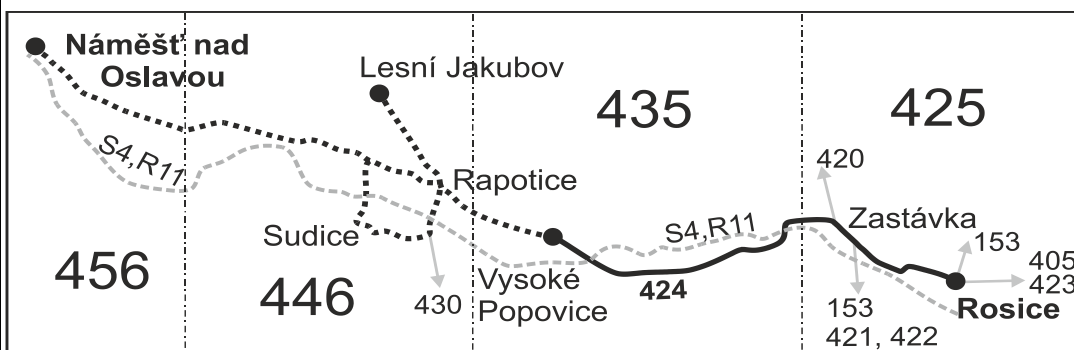 Náměšť nad
Oslavou
Lesní Jakubov
435
425
S4,R11
420
Rapotice
Zastávka
S4,R11
Sudice
153
405
456
446
430
Vysoké
Popovice
424
423
153
421, 422
Rosice